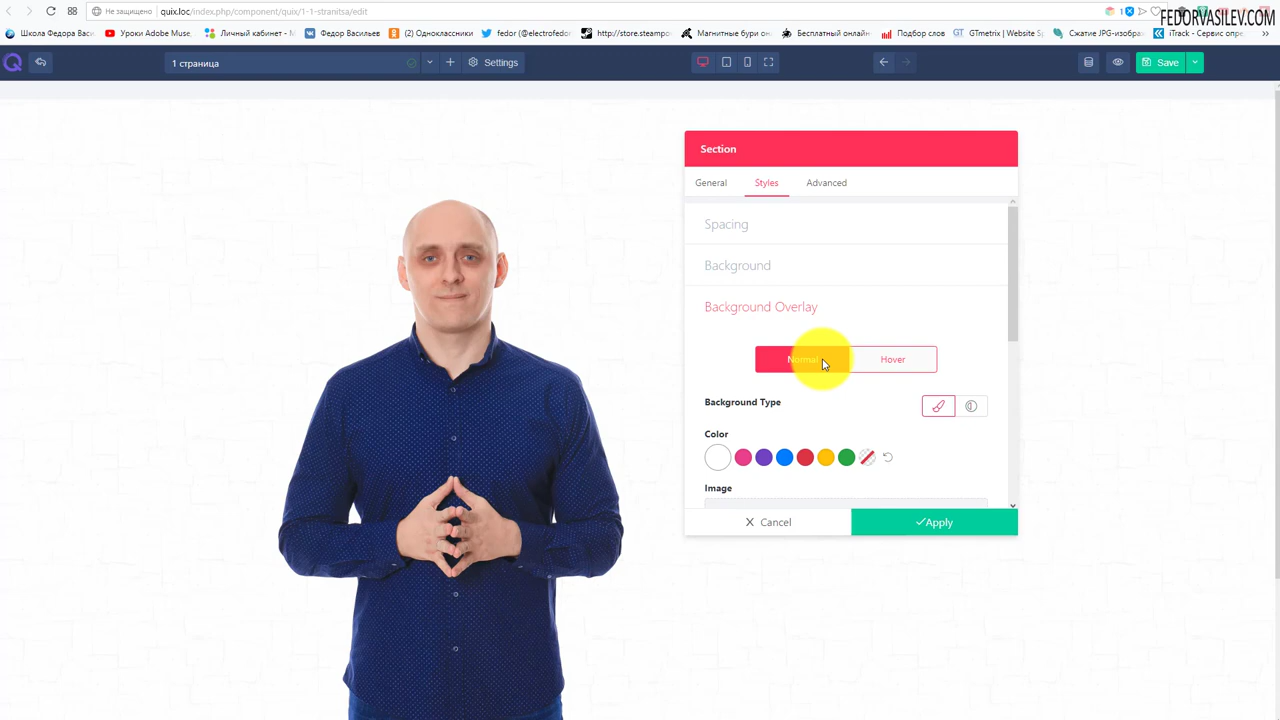 Не защищено quix.loc/index.php/component/quix/1-1-stranitsa/edit
FEDORVASILEV.COM
Школа Федора Васи. Уроки Adobe Muse, Личный кабинет - М Федор Васильев (2) Одноклассники fedor (@electrofedor http://store.steampo Магнитные бури он. Бесплатный онлайн Подбор слов GTmetrix | Website Sp Сжатие JPG-изобра iTrack - Сервис опре.
1 страница
Settings
Save
Section
General Styles Advanced
Spacing
Background
Background Overlay
Normal Hover
Background Type
Color
Image
Cancel
Apply